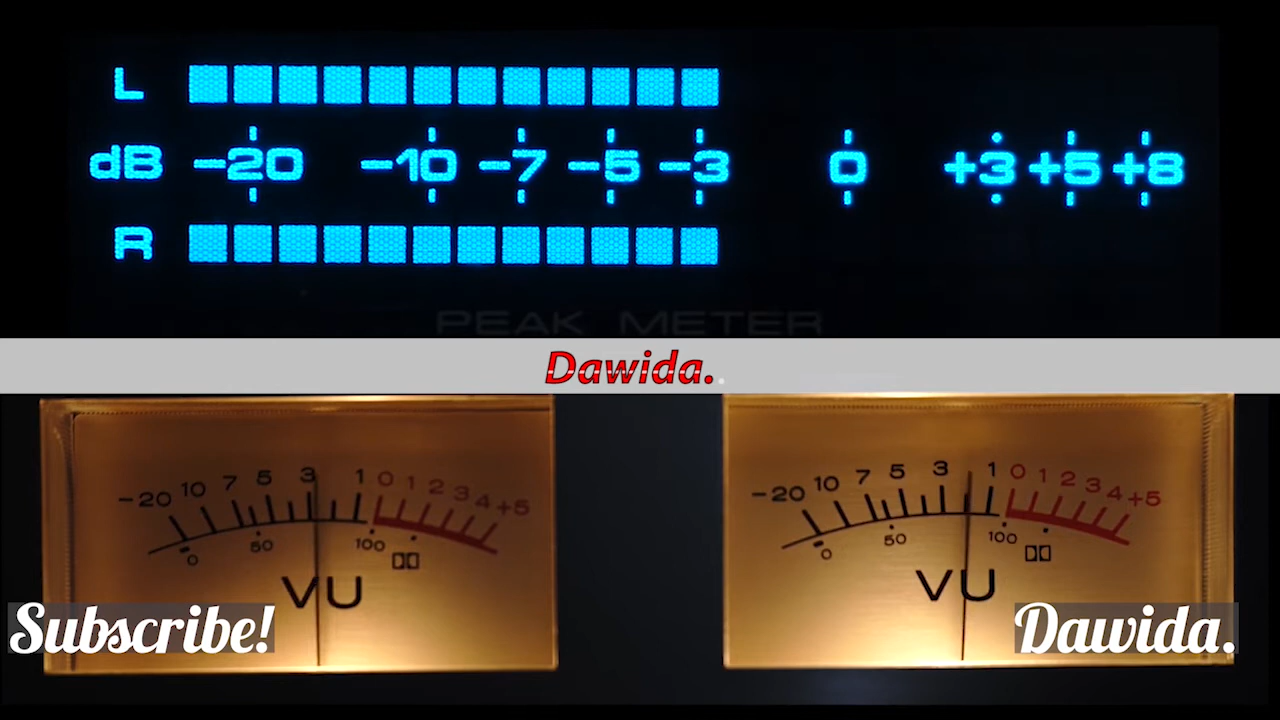 L
dB -20 -10 -7 -5 -3 0 +3 +5 +8
R
PEAK METER
Dawida.
-20 10 7 5 3 1 0 1 2 3 4 +5
0 50 100
VU
-20 10 7 5 3 1 0 1 2 3 4 +5
0 50 100
VU
Subscribe!
Dawida.